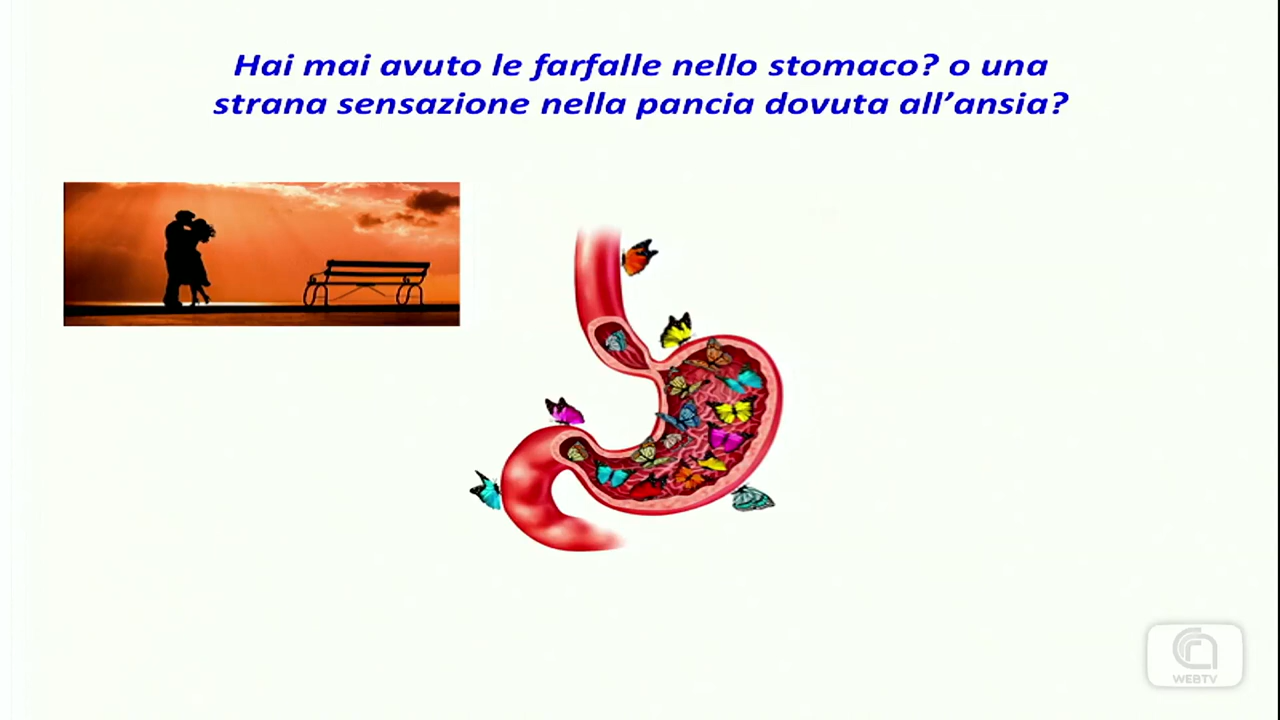 Hai mai avuto le farfalle nello stomaco? o una
strana sensazione nella pancia dovuta all’ansia?
WEBTV